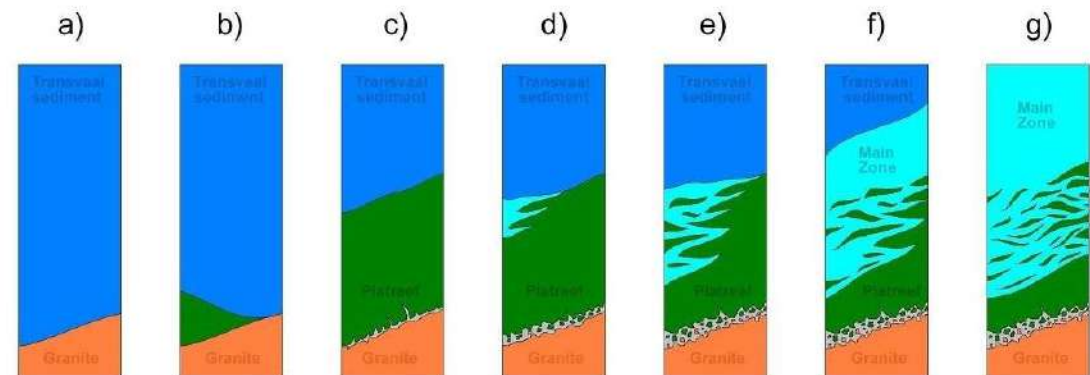 a) b) c) d) e) f) g)
Transvaal
sediment
Granite
Transvaal
sediment
Granite
Transvaal
sediment
Platreef
Granite
Transvaal
sediment
Platreef
Granite
Transvaal
sediment
Platreef
Granite
Transvaal
sediment
Main
Zone
Platreef
Granite
Main
Zone
Platreef
Granite